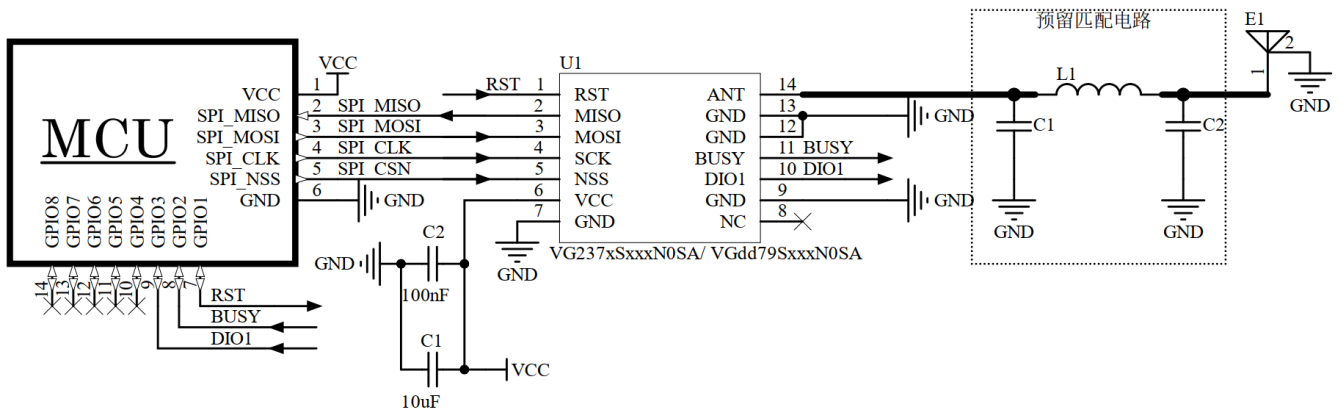 预留匹配电路
E1
1
2
GND
MCU
VCC
VCC
1
SPI_MISO
2
SPI_MISO
SPI_MOSI
3
SPI_MOSI
SPI_CLK
4
SPI_CLK
SPI_NSS
5
SPI_CSN
GND
6
GND
GPIO8
GPIO7
GPIO6
GPIO5
GPIO4
GPIO3
GPIO2
GPIO1
14
13
12
11
10
9
8
7
RST
BUSY
DIO1
U1
RST
1
RST
2
MISO
3
MOSI
4
SCK
5
NSS
6
VCC
7
GND
GND
ANT
14
GND
13
GND
GND
12
BUSY
11
BUSY
DIO1
10
DIO1
GND
9
GND
NC
8
VG237xSxxxN0SA/ VGdd79SxxxN0SA
GND
C2
100nF
C1
10uF
VCC
L1
C1
GND
C2
GND